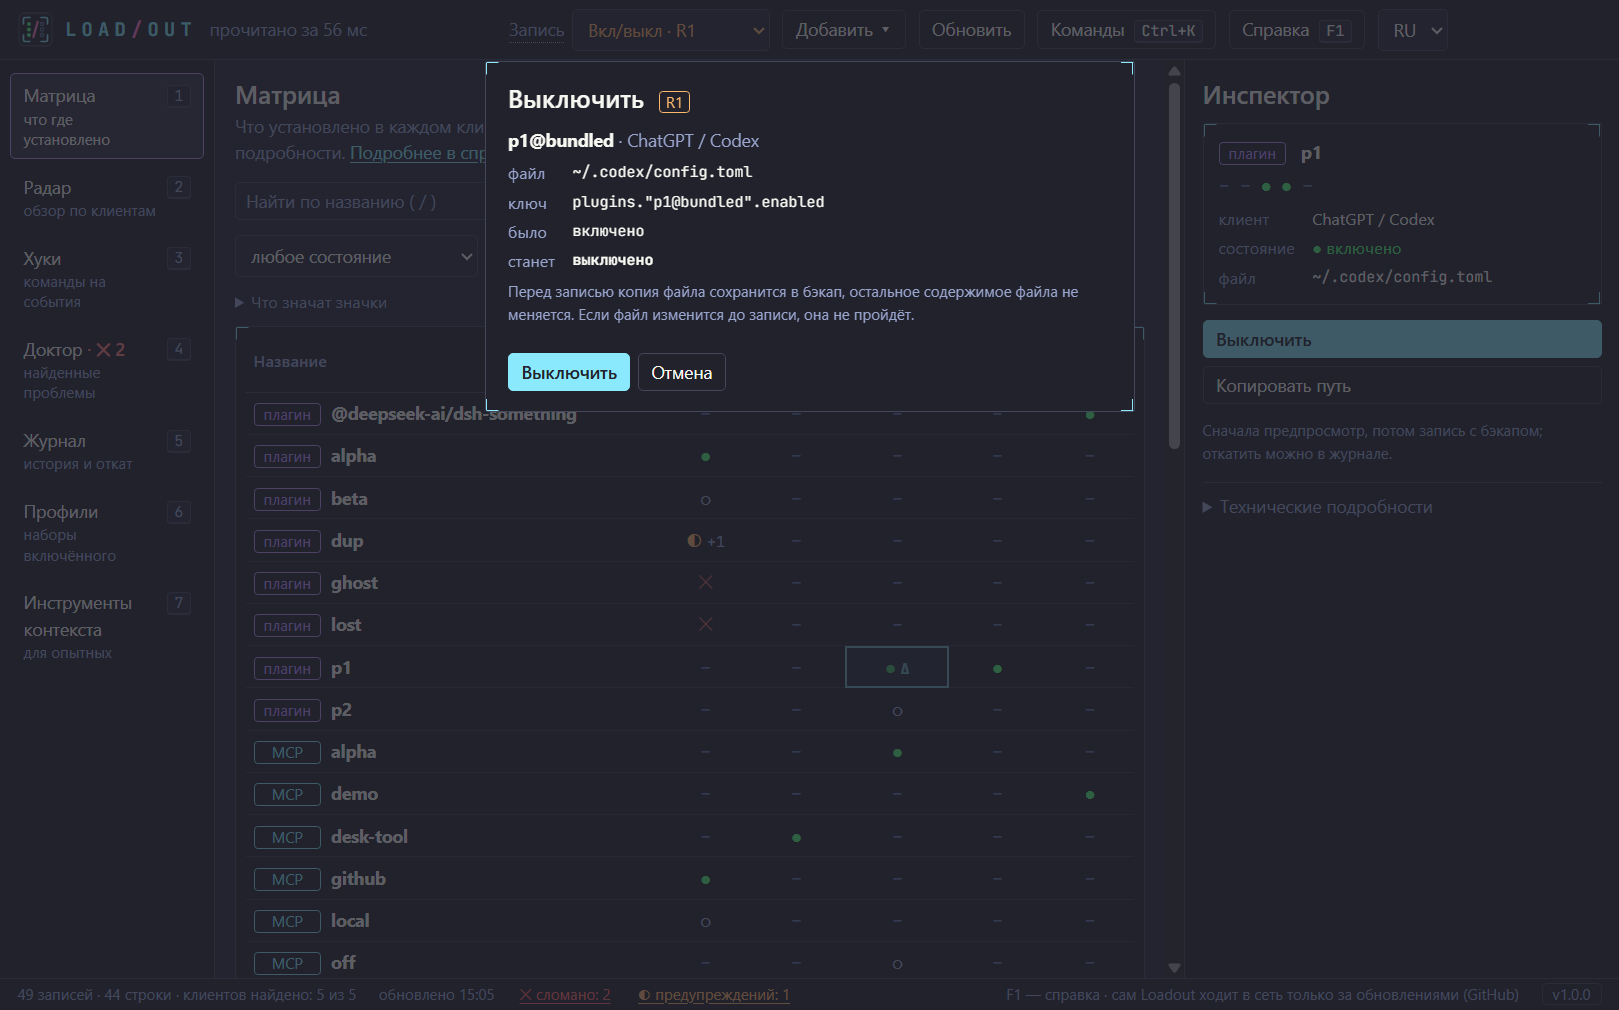 LOAD/OUT прочитано за 56 мс Запись Вкл/выкл · R1 Добавить ▾ Обновить Команды Ctrl+K Справка F1 RU
Матрица 1
что где
установлено
Радар 2
обзор по клиентам
Хуки 3
команды на
события
Доктор · ✕ 2 4
найденные
проблемы
Журнал 5
история и откат
Профили 6
наборы
включённого
Инструменты 7
контекста
для опытных
Матрица
Что установлено в каждом кли
подробности. Подробнее в спр
Найти по названию ( / )
любое состояние
▶ Что значат значки
Название
плагин @deepseek-ai/dsh-something – – – – ●
плагин alpha ● – – – –
плагин beta ○ – – – –
плагин dup ◐ +1 – – – –
плагин ghost ✕ – – – –
плагин lost ✕ – – – –
плагин p1 – – ● Δ ● –
плагин p2 – – ○ – –
MCP alpha – – ● – –
MCP demo – – – – ●
MCP desk-tool – ● – – –
MCP github ● – – – –
MCP local ○ – – – –
MCP off – – ○ – –
Выключить R1
p1@bundled · ChatGPT / Codex
файл ~/.codex/config.toml
ключ plugins."p1@bundled".enabled
было включено
станет выключено
Перед записью копия файла сохранится в бэкап, остальное содержимое файла не
меняется. Если файл изменится до записи, она не пройдёт.
Выключить Отмена
Инспектор
плагин p1
– – ● ● –
клиент ChatGPT / Codex
состояние ● включено
файл ~/.codex/config.toml
Выключить
Копировать путь
Сначала предпросмотр, потом запись с бэкапом;
откатить можно в журнале.
▶ Технические подробности
49 записей · 44 строки · клиентов найдено: 5 из 5 обновлено 15:05 ✕ сломано: 2 ◐ предупреждений: 1 F1 — справка · сам Loadout ходит в сеть только за обновлениями (GitHub) v1.0.0